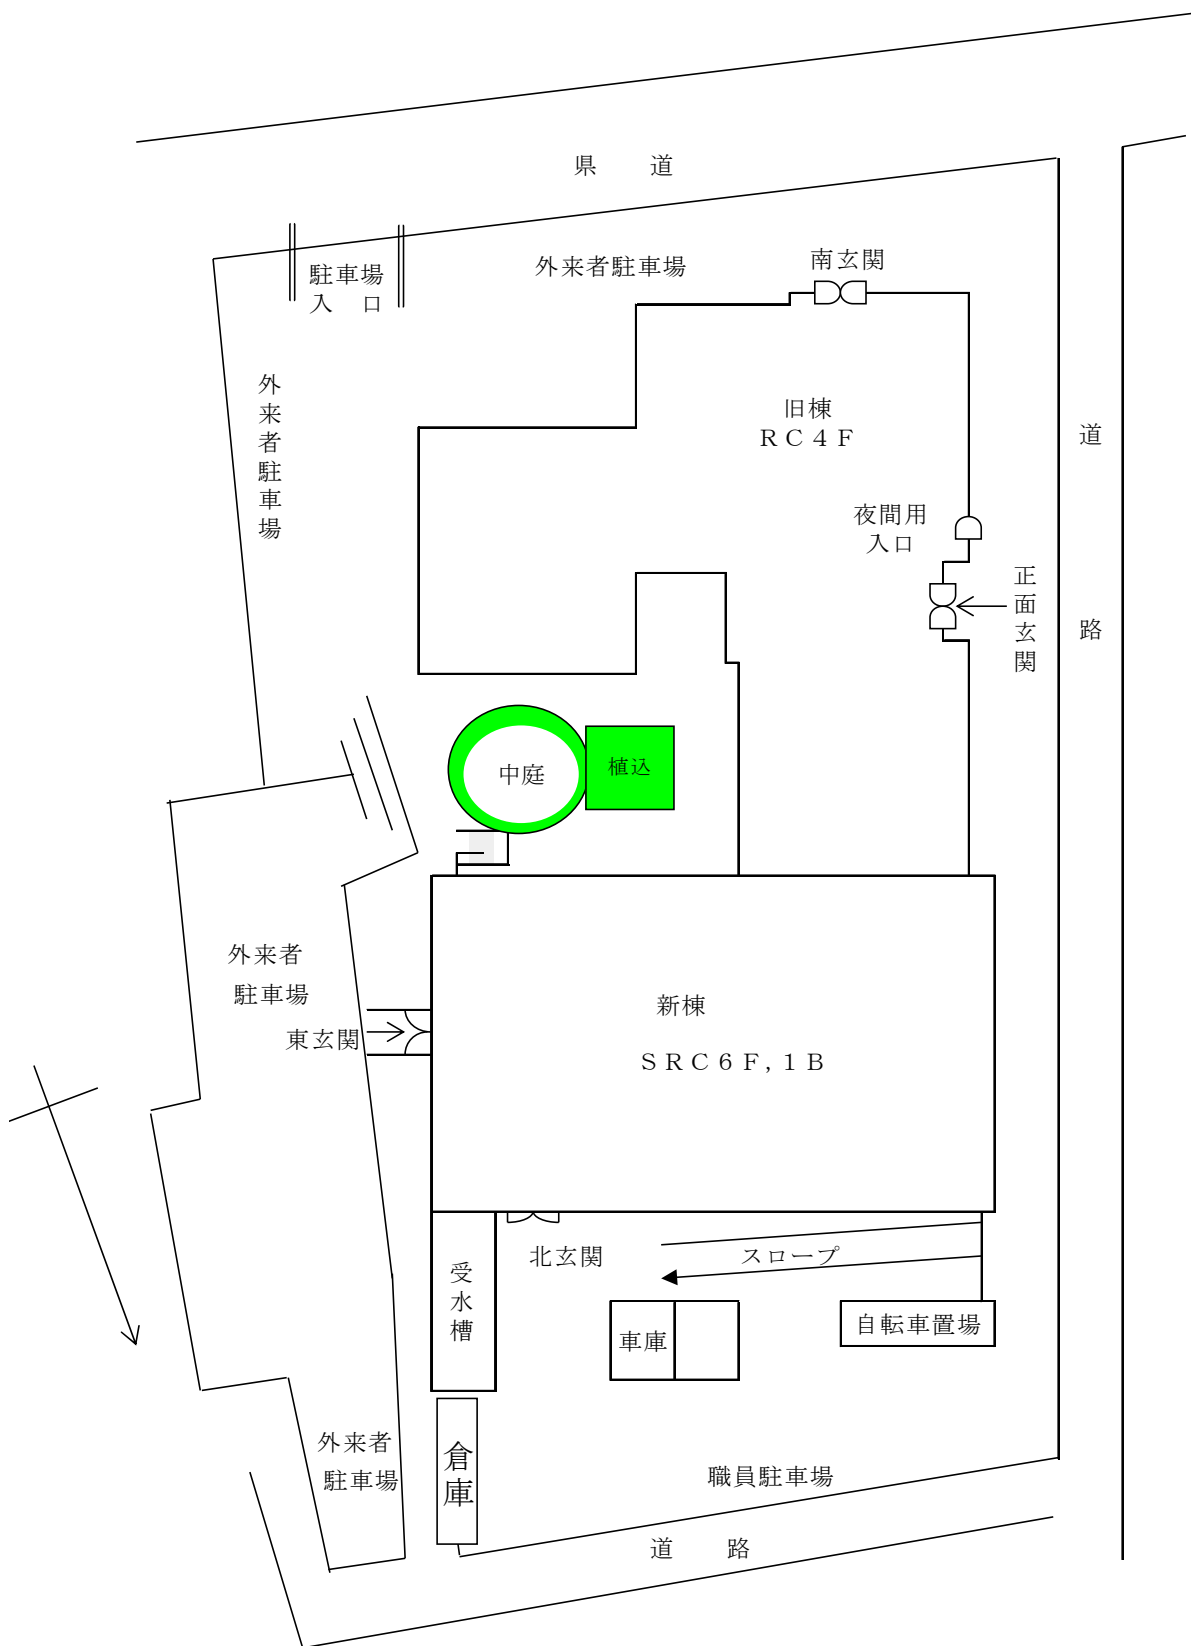 県　道
外来者駐車場
南玄関
駐車場
入　口
外来者駐車場
旧棟
ＲＣ４Ｆ
道　路
夜間用
入口
正面玄関
中庭
植込
外来者
駐車場
東玄関
新棟
ＳＲＣ６Ｆ,１Ｂ
北玄関
スロープ
受水槽
車庫
自転車置場
外来者
駐車場
倉庫
職員駐車場
道　路